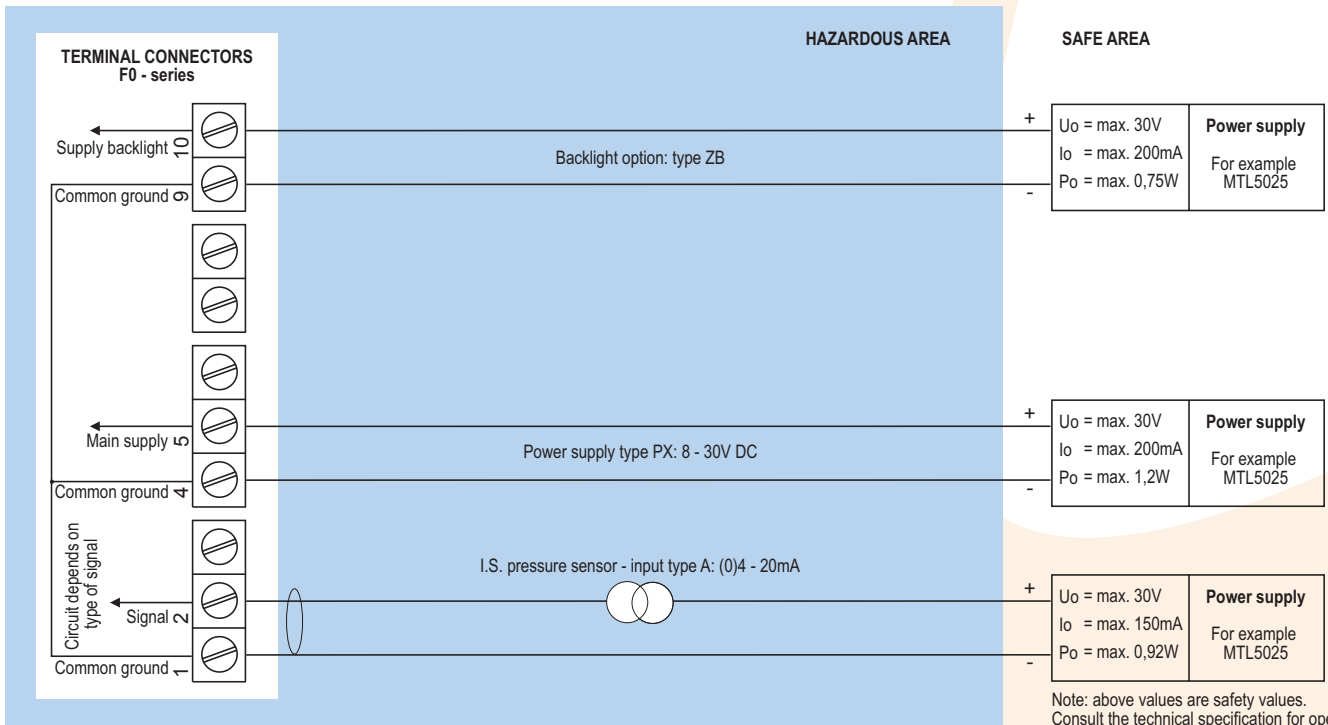 HAZARDOUS AREA
SAFE AREA
TERMINAL CONNECTORS
F0 - series
Supply backlight 10
Common ground 9
Backlight option: type ZB
+
-
Uo = max. 30V
Io = max. 200mA
Po = max. 0,75W
Power supply
For example
MTL5025
Main supply 5
Common ground 4
Power supply type PX: 8 - 30V DC
+
-
Uo = max. 30V
Io = max. 200mA
Po = max. 1,2W
Power supply
For example
MTL5025
Circuit depends on
type of signal
Signal 2
Common ground 1
I.S. pressure sensor - input type A: (0)4 - 20mA
+
-
Uo = max. 30V
Io = max. 150mA
Po = max. 0,92W
Power supply
For example
MTL5025
Note: above values are safety values.
Consult the technical specification for